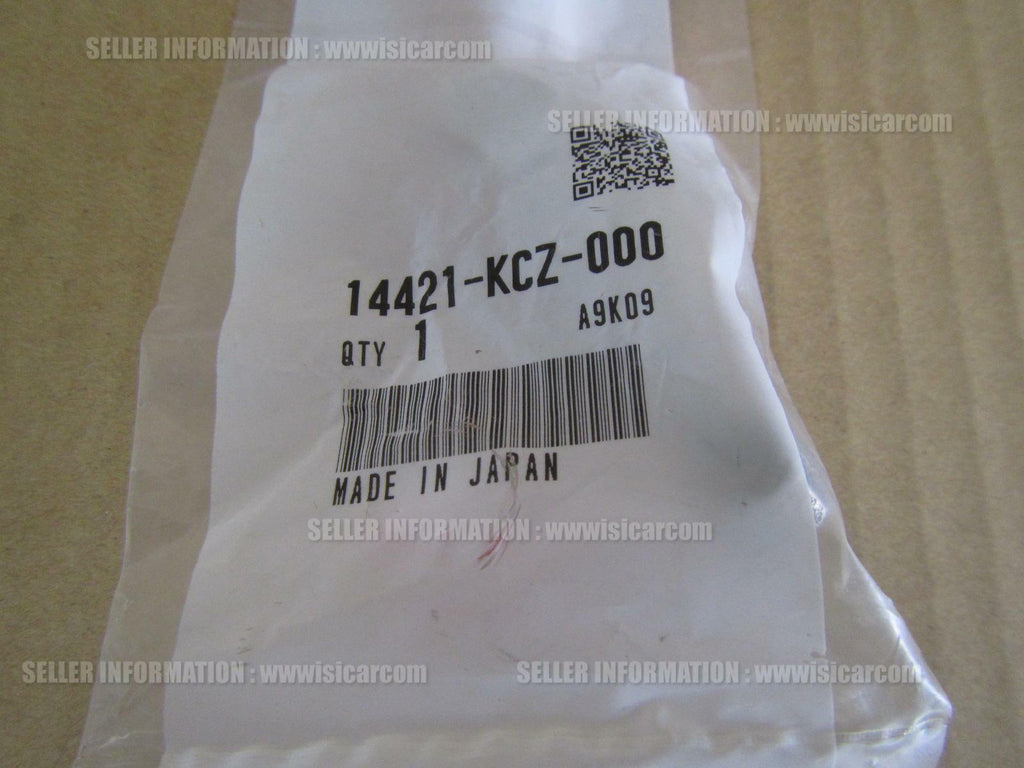 SELLER INFORMATION : wwwisicarcom
SELLER INFORMATION : wwwisicarcom
14421-KCZ-000
QTY 1 A9K09
MADE IN JAPAN
SELLER INFORMATION : wwwisicarcom
SELLER INFORMATION : wwwisicarcom
SELLER INFORMATION : wwwisicarcom